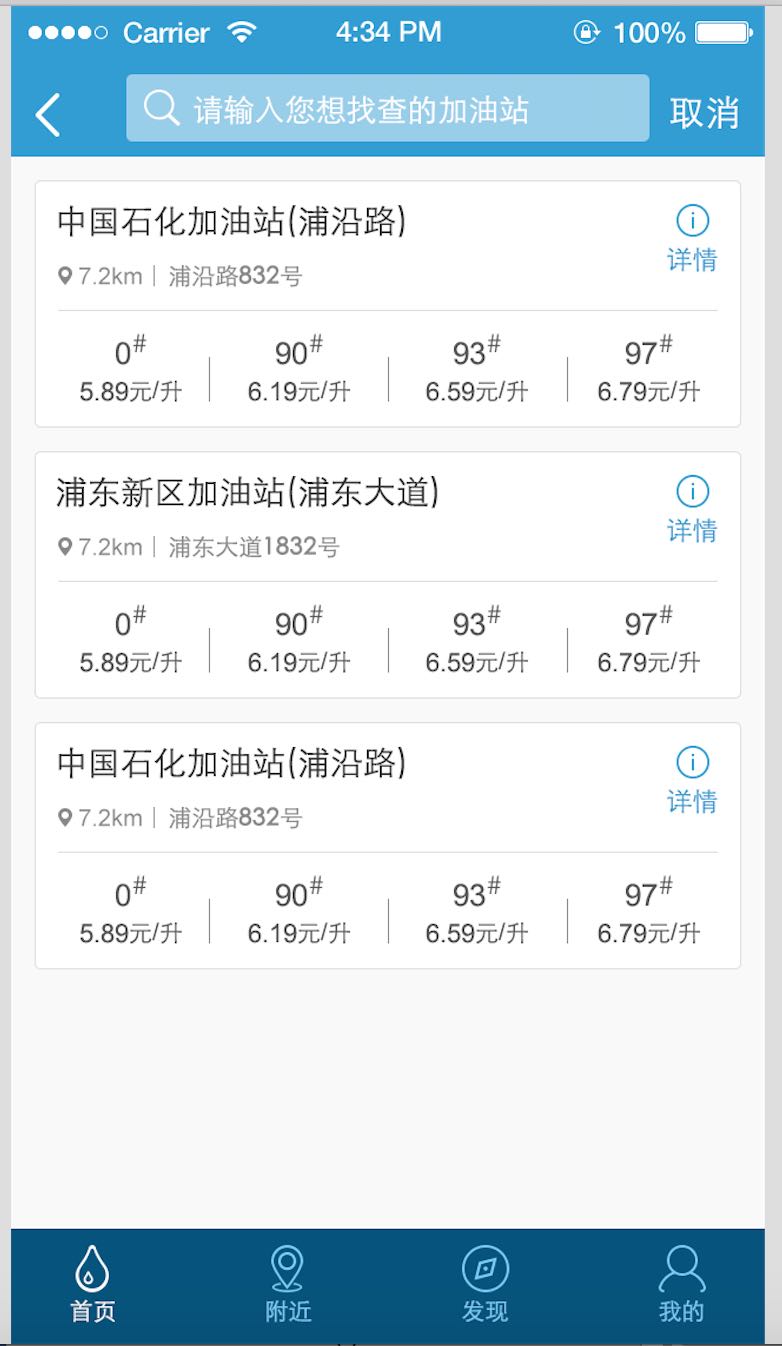 Carrier 4:34 PM 100%
请输入您想找查的加油站 取消
中国石化加油站(浦沿路)
详情
7.2km 浦沿路832号
0# 90# 93# 97#
5.89元/升 6.19元/升 6.59元/升 6.79元/升
浦东新区加油站(浦东大道)
详情
7.2km 浦东大道1832号
0# 90# 93# 97#
5.89元/升 6.19元/升 6.59元/升 6.79元/升
中国石化加油站(浦沿路)
详情
7.2km 浦沿路832号
0# 90# 93# 97#
5.89元/升 6.19元/升 6.59元/升 6.79元/升
首页 附近 发现 我的